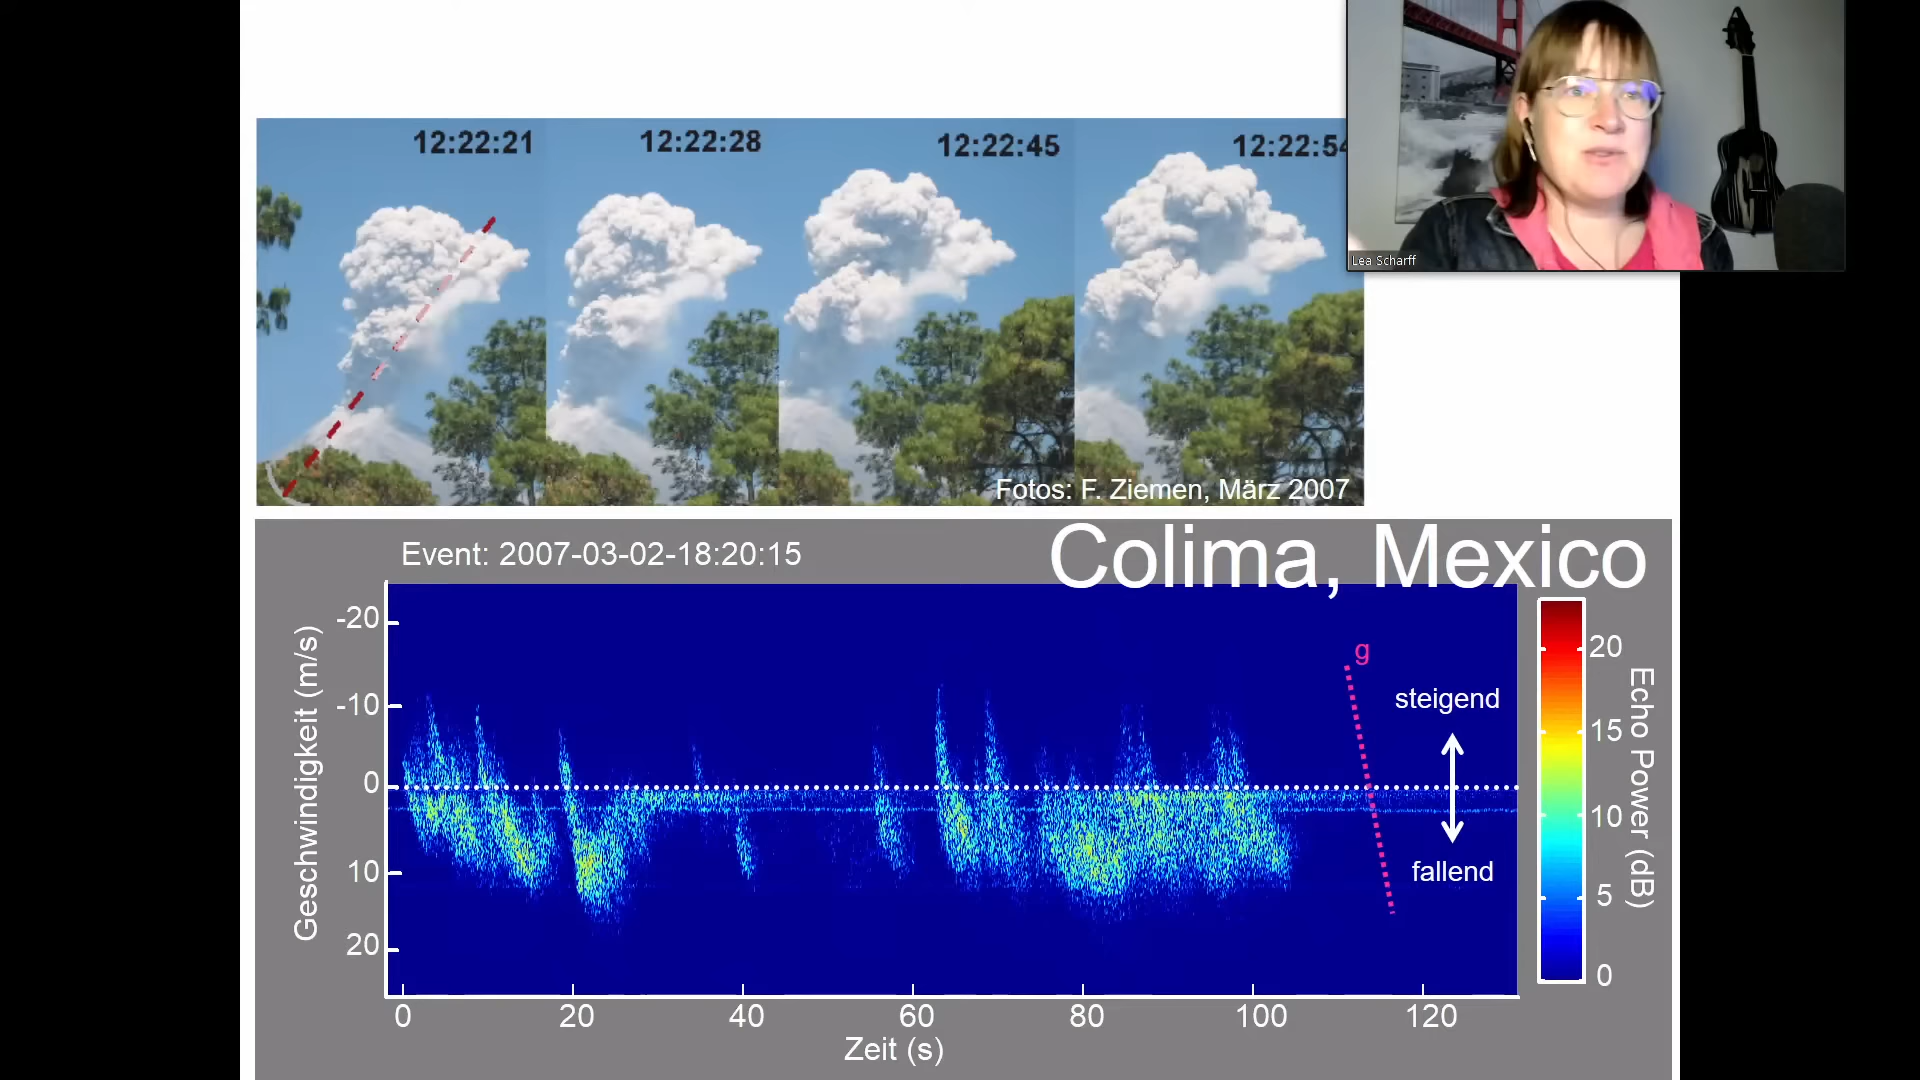 12:22:21
12:22:28
12:22:45
12:22:54
Lea Scharff
Fotos: F. Ziemen, März 2007
Event: 2007-03-02-18:20:15
Colima, Mexico
Geschwindigkeit (m/s)
-20
-10
0
10
20
g
steigend
fallend
20
15
10
5
0
Echo Power (dB)
0
20
40
60
80
100
120
Zeit (s)